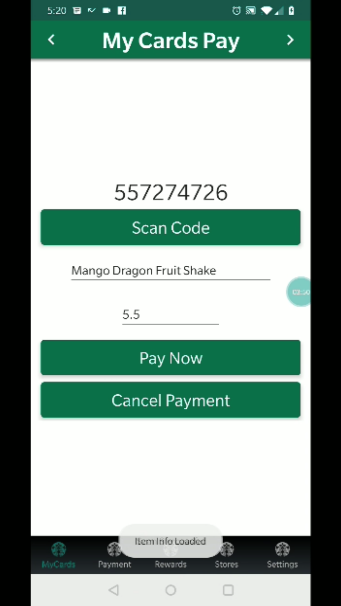 5:20
My Cards Pay
557274726
Scan Code
Mango Dragon Fruit Shake
5.5
Pay Now
Cancel Payment
Item Info Loaded
MyCards
Payment
Rewards
Stores
Settings